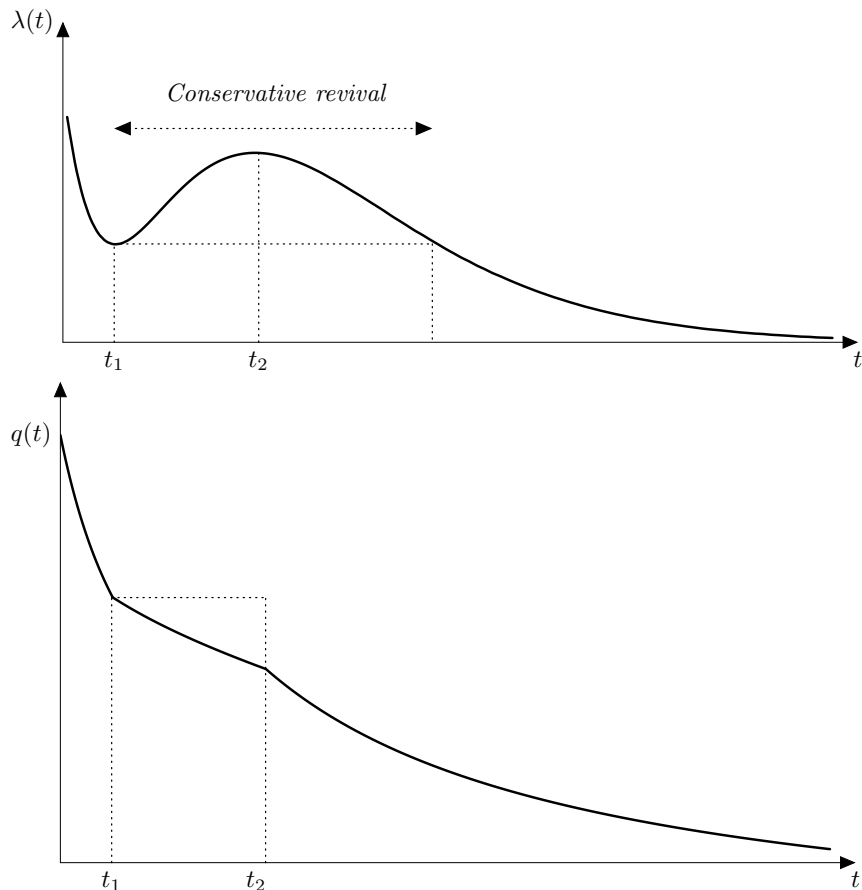 λ(t)
Conservative revival
t₁
t₂
t
q(t)
t₁
t₂
t